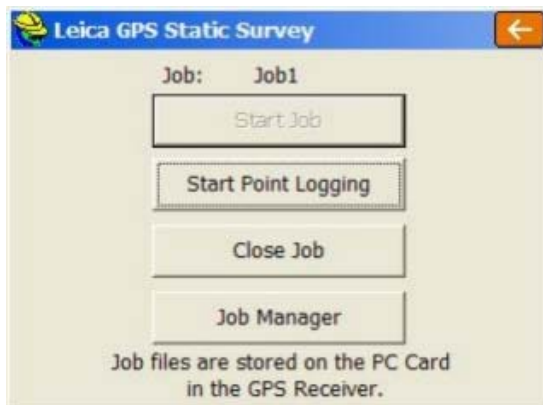 Leica GPS Static Survey
Job: Job1
Start Job
Start Point Logging
Close Job
Job Manager
Job files are stored on the PC Card
in the GPS Receiver.